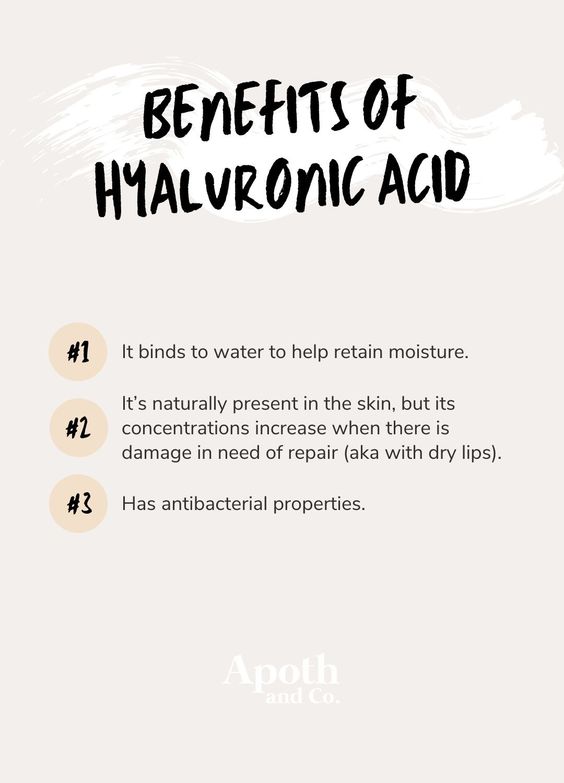 BENEFITS OF
HYALURONIC ACID
#1
It binds to water to help retain moisture.
#2
It’s naturally present in the skin, but its
concentrations increase when there is
damage in need of repair (aka with dry lips).
#3
Has antibacterial properties.
Apoth
and Co.